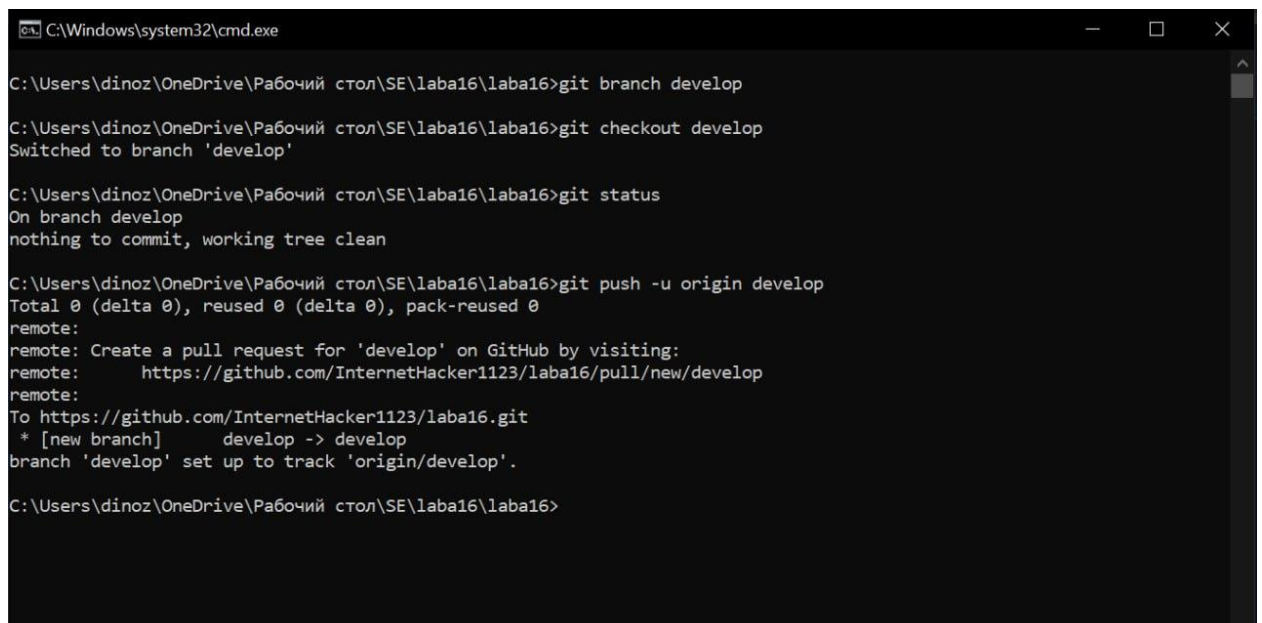 C:\Windows\system32\cmd.exe
C:\Users\dinoz\OneDrive\Рабочий стол\SE\laba16\laba16>git branch develop
C:\Users\dinoz\OneDrive\Рабочий стол\SE\laba16\laba16>git checkout develop
Switched to branch 'develop'
C:\Users\dinoz\OneDrive\Рабочий стол\SE\laba16\laba16>git status
On branch develop
nothing to commit, working tree clean
C:\Users\dinoz\OneDrive\Рабочий стол\SE\laba16\laba16>git push -u origin develop
Total 0 (delta 0), reused 0 (delta 0), pack-reused 0
remote:
remote: Create a pull request for 'develop' on GitHub by visiting:
remote:      https://github.com/InternetHacker1123/laba16/pull/new/develop
remote:
To https://github.com/InternetHacker1123/laba16.git
 * [new branch]      develop -> develop
branch 'develop' set up to track 'origin/develop'.
C:\Users\dinoz\OneDrive\Рабочий стол\SE\laba16\laba16>